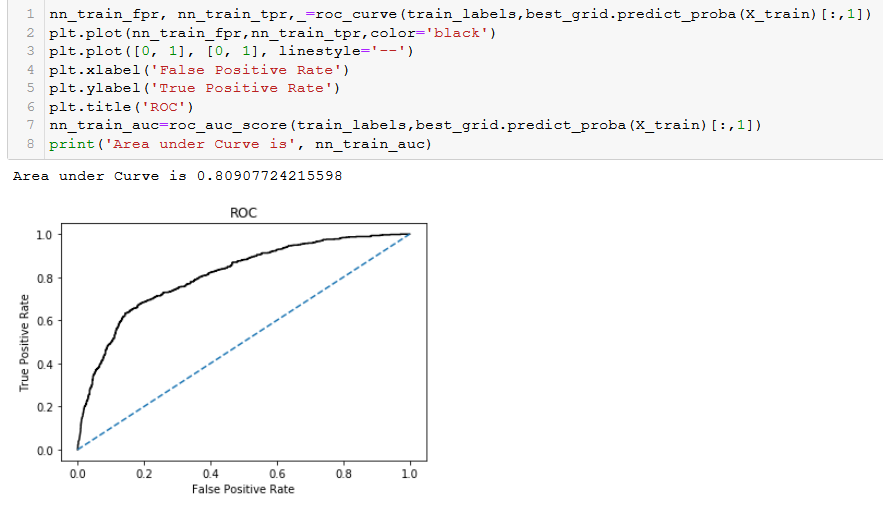 1 nn_train_fpr, nn_train_tpr,_=roc_curve(train_labels,best_grid.predict_proba(X_train)[:,1])
2 plt.plot(nn_train_fpr,nn_train_tpr,color='black')
3 plt.plot([0, 1], [0, 1], linestyle='--')
4 plt.xlabel('False Positive Rate')
5 plt.ylabel('True Positive Rate')
6 plt.title('ROC')
7 nn_train_auc=roc_auc_score(train_labels,best_grid.predict_proba(X_train)[:,1])
8 print('Area under Curve is', nn_train_auc)
Area under Curve is 0.80907724215598
ROC
True Positive Rate
1.0
0.8
0.6
0.4
0.2
0.0
0.0 0.2 0.4 0.6 0.8 1.0
False Positive Rate